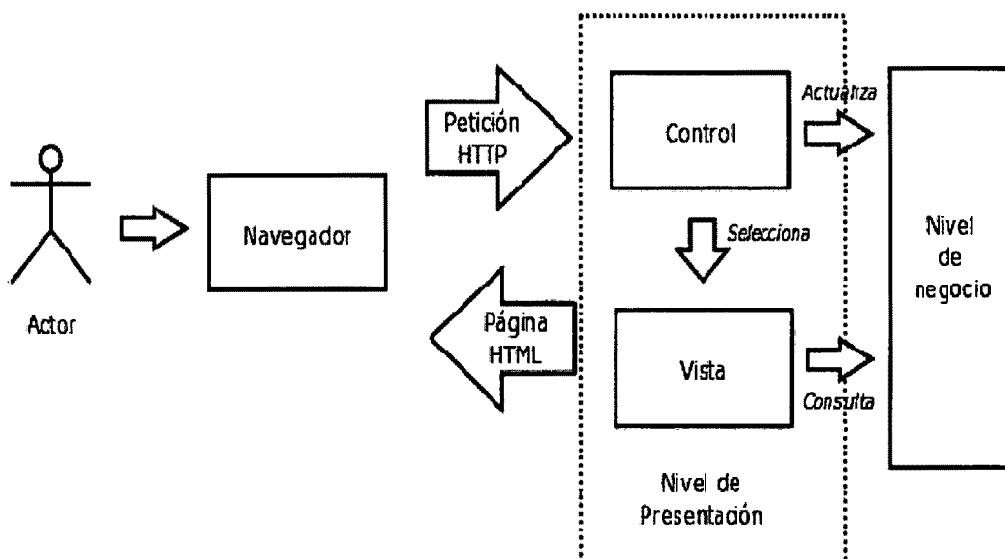 Actor
Navegador
Petición
HTTP
Página
HTML
Control
Actualiza
Selecciona
Vista
Consulta
Nivel de
Presentación
Nivel
de
negocio